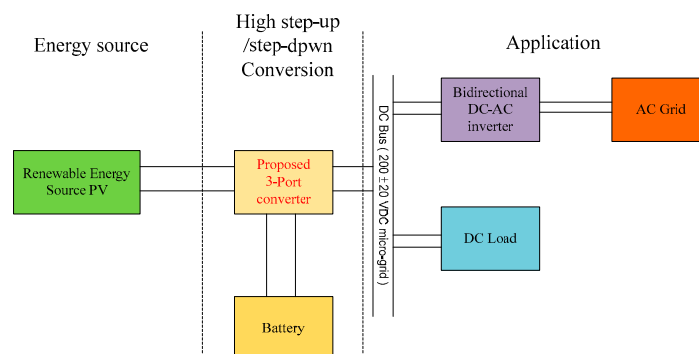 Energy source
High step-up
/step-dpwn
Conversion
Application
Renewable Energy
Source PV
Proposed
3-Port
converter
Battery
DC Bus ( 200 ± 20 VDC micro-grid )
Bidirectional
DC-AC
inverter
AC Grid
DC Load